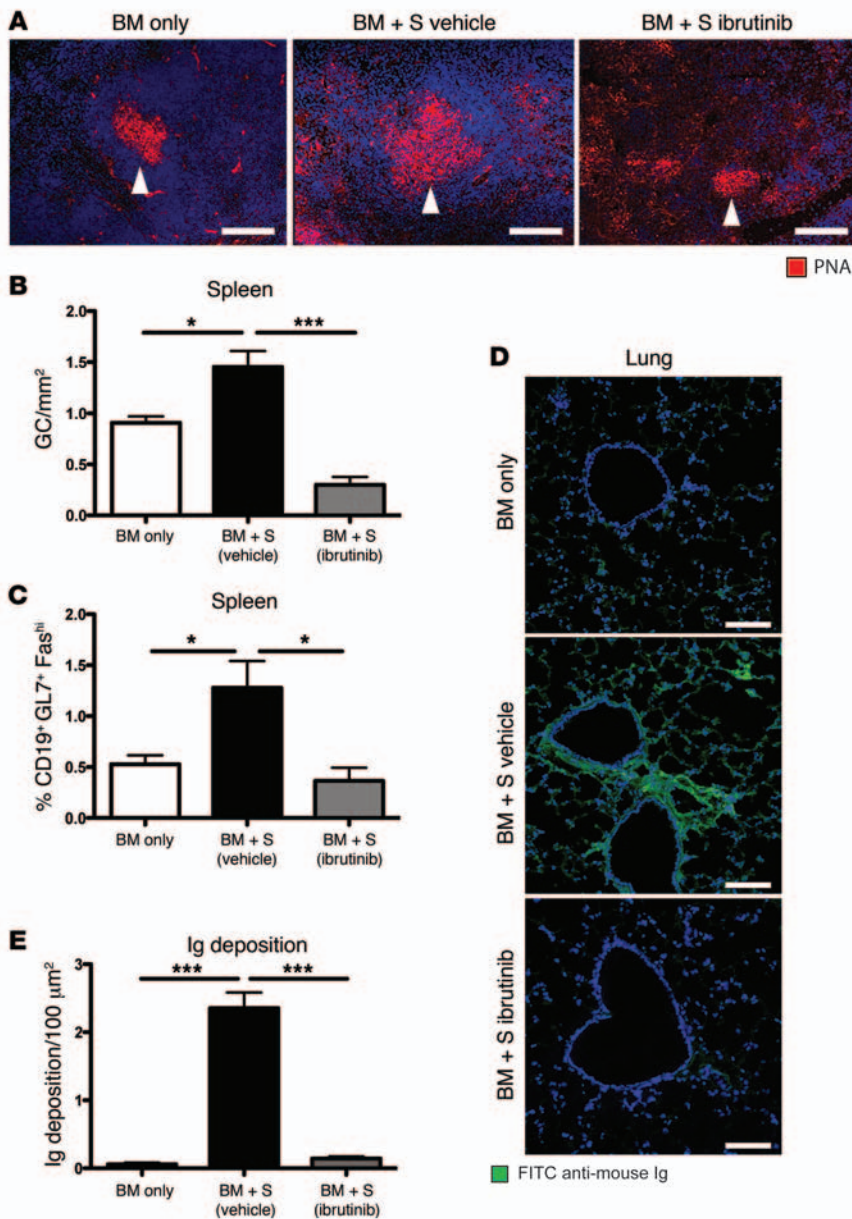 A
BM only
BM + S vehicle
BM + S ibrutinib
PNA
B
Spleen
GC/mm²
2.0
1.5
1.0
0.5
0.0
*
***
BM only
BM + S
(vehicle)
BM + S
(ibrutinib)
C
Spleen
% CD19⁺ GL7⁺ Fasʰⁱ
2.0
1.5
1.0
0.5
0.0
*
*
BM only
BM + S
(vehicle)
BM + S
(ibrutinib)
D
Lung
BM only
BM + S vehicle
BM + S ibrutinib
FITC anti-mouse Ig
E
Ig deposition
Ig deposition/100 μm²
3
2
1
0
***
***
BM only
BM + S
(vehicle)
BM + S
(ibrutinib)